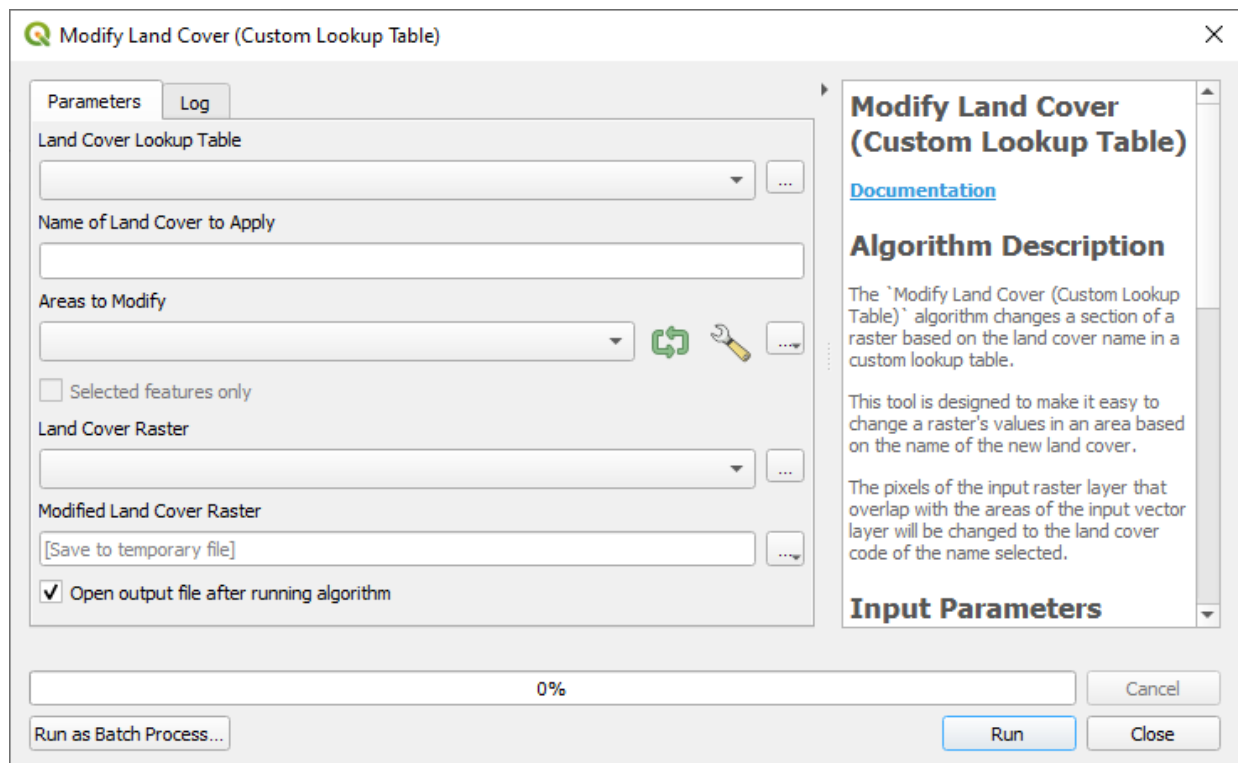 Modify Land Cover (Custom Lookup Table)
Parameters
Log
Land Cover Lookup Table
...
Name of Land Cover to Apply
Areas to Modify
...
Selected features only
Land Cover Raster
...
Modified Land Cover Raster
[Save to temporary file]
...
Open output file after running algorithm
Modify Land Cover
(Custom Lookup Table)
Documentation
Algorithm Description
The `Modify Land Cover (Custom Lookup
Table)` algorithm changes a section of a
raster based on the land cover name in a
custom lookup table.
This tool is designed to make it easy to
change a raster's values in an area based
on the name of the new land cover.
The pixels of the input raster layer that
overlap with the areas of the input vector
layer will be changed to the land cover
code of the name selected.
Input Parameters
0%
Cancel
Run as Batch Process...
Run
Close